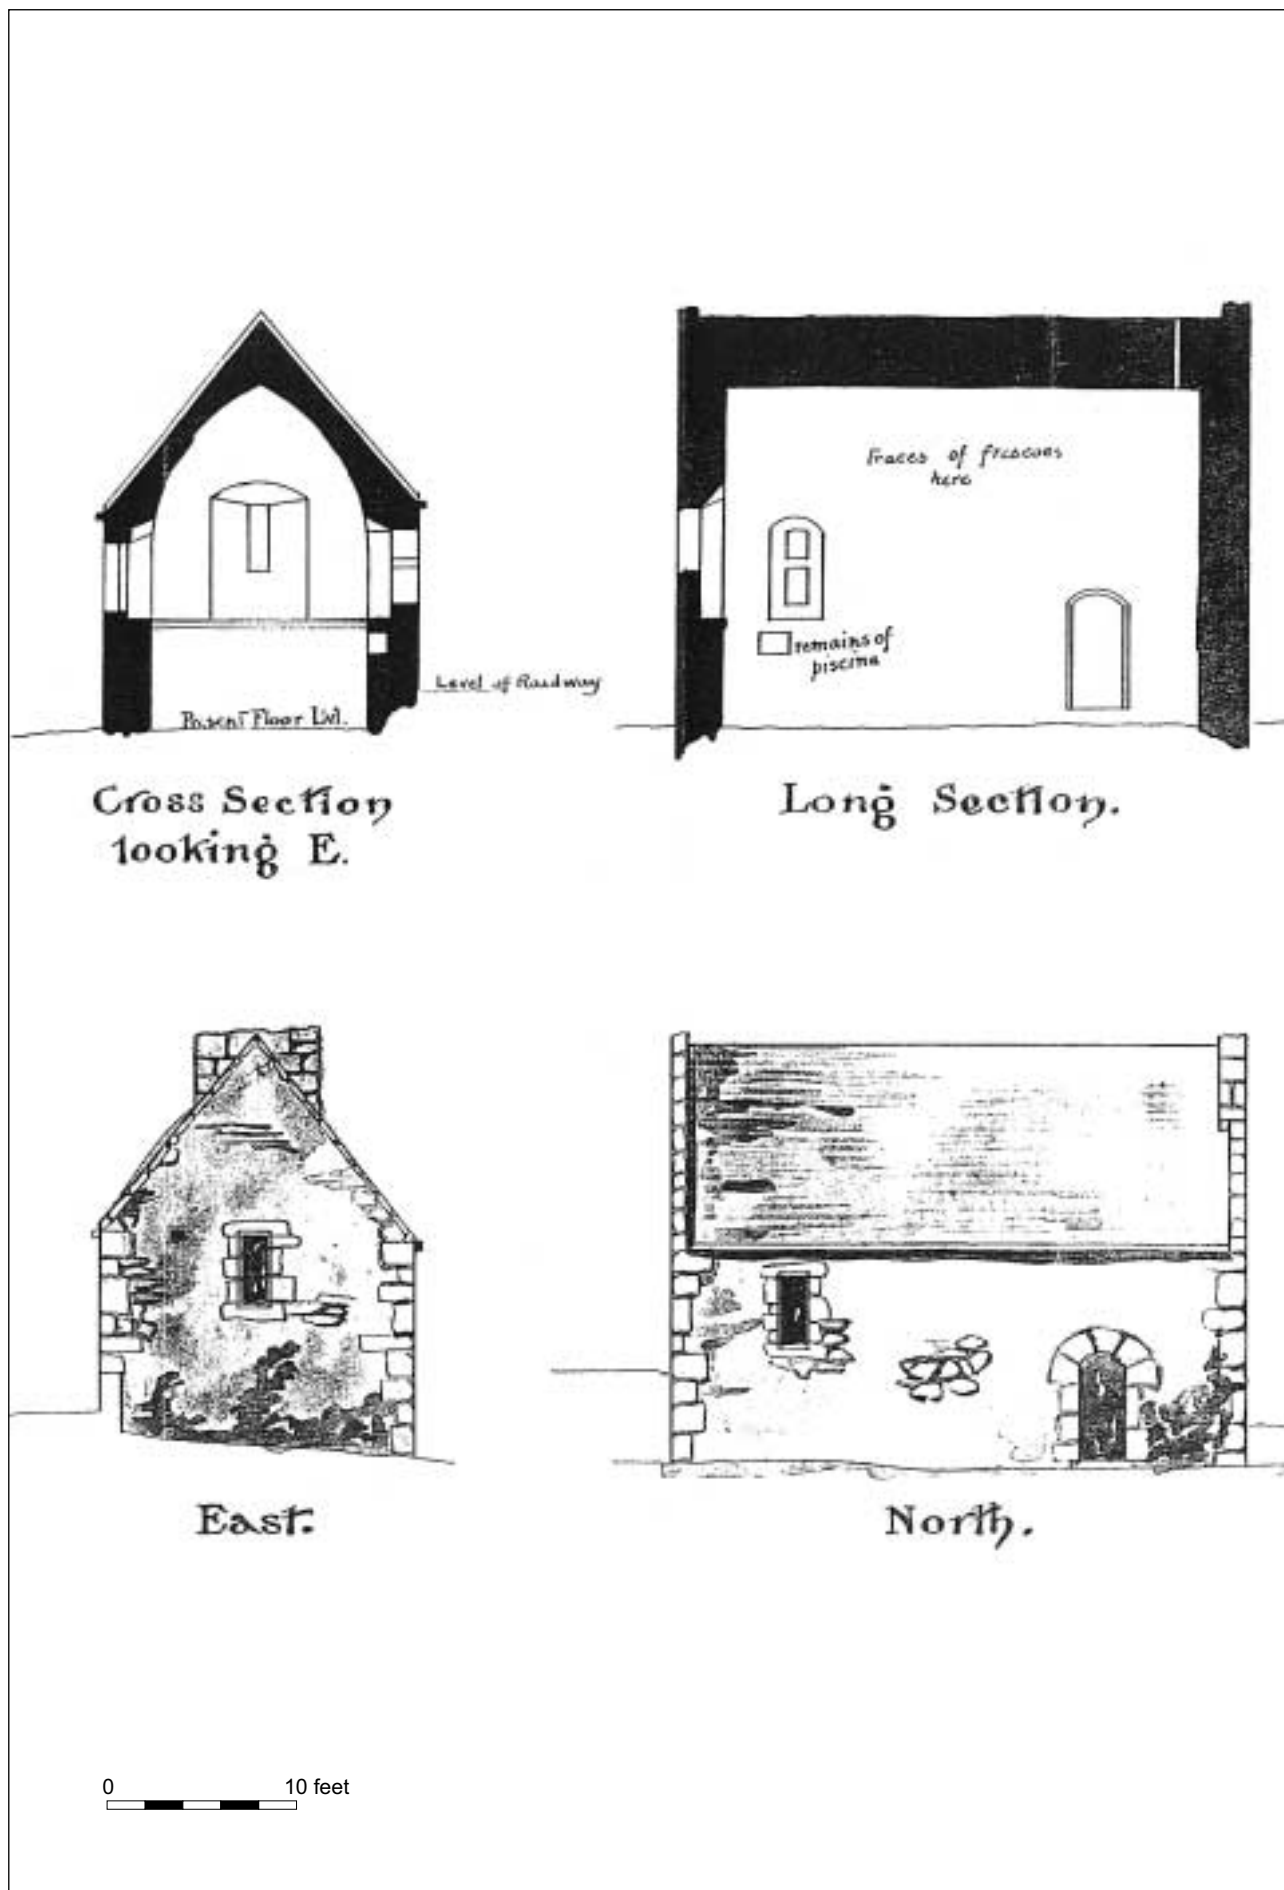 Traces of frescoes
here
remains of
piscina
Level of Roadway
Present Floor Lvl.
Cross Section
looking E.
Long Section.
East.
North.
0 10 feet